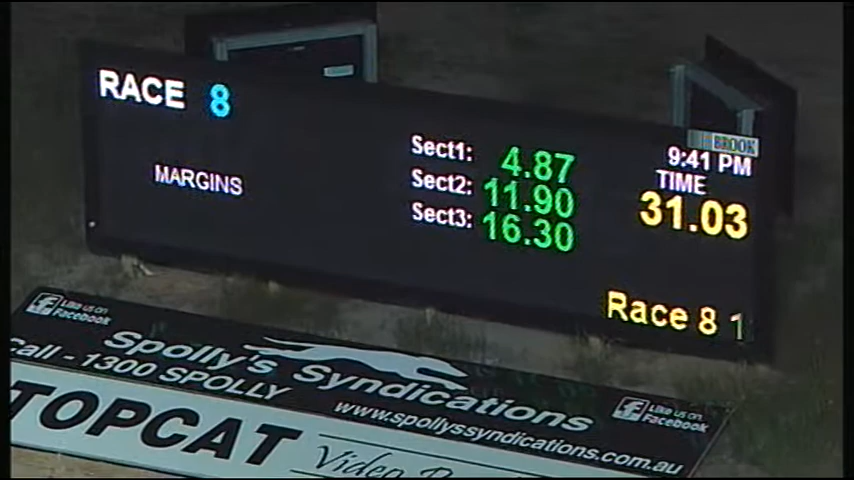 RACE 8
BROOK
9:41 PM
MARGINS
Sect1: 4.87
Sect2: 11.90
Sect3: 16.30
TIME
31.03
Race 8 1
Like us on
Facebook
Call - 1300 SPOLLY
Spolly's Syndications
www.spollysyndications.com.au
Like us on
Facebook
TOPCAT
Video